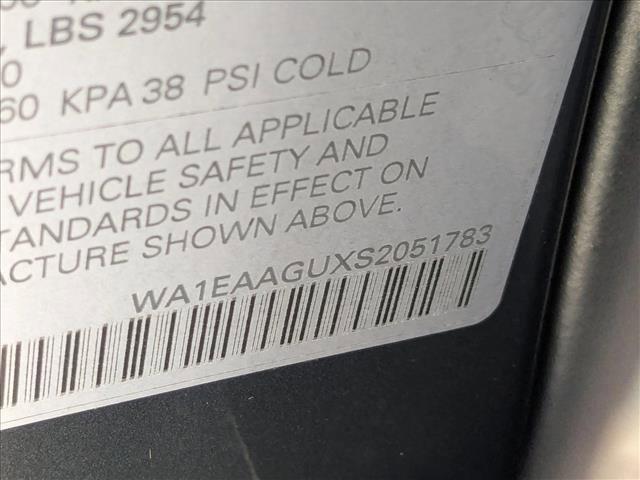 , LBS 2954
0
60 KPA 38 PSI COLD
RMS TO ALL APPLICABLE
VEHICLE SAFETY AND
TANDARDS IN EFFECT ON
ACTURE SHOWN ABOVE.
WA1EAAGUXS2051783